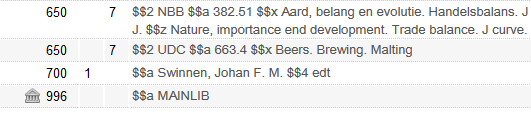 650 7 $$2 NBB $$a 382.51 $$x Aard, belang en evolutie. Handelsbalans. J
J. $$z Nature, importance end development. Trade balance. J curve.
650 7 $$2 UDC $$a 663.4 $$x Beers. Brewing. Malting
700 1 $$a Swinnen, Johan F. M. $$4 edt
996 $$a MAINLIB